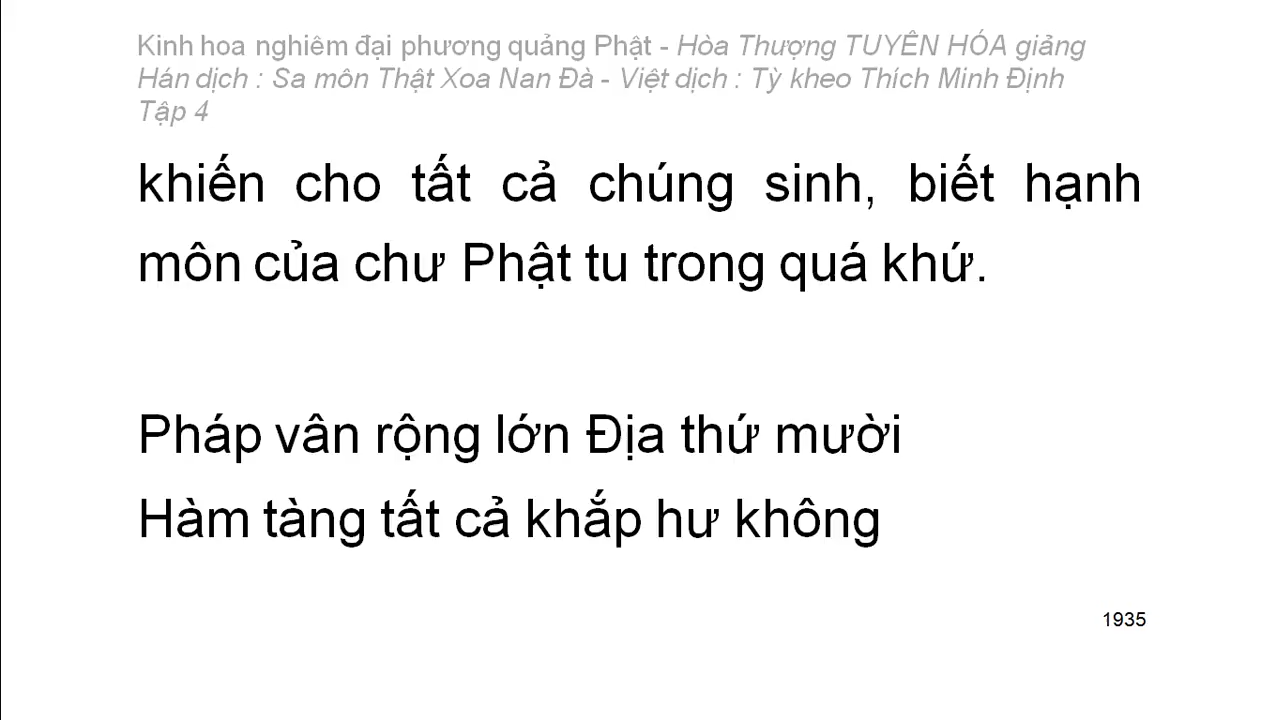 Kinh hoa nghiêm đại phương quảng Phật - Hòa Thượng TUYÊN HÓA giảng -
Hán dịch : Sa môn Thật Xoa Nan Đà - Việt dịch : Tỳ kheo Thích Minh Định
Tập 4
khiến cho tất cả chúng sinh, biết hạnh
môn của chư Phật tu trong quá khứ.
Pháp vân rộng lớn Địa thứ mười
Hàm tàng tất cả khắp hư không
1935